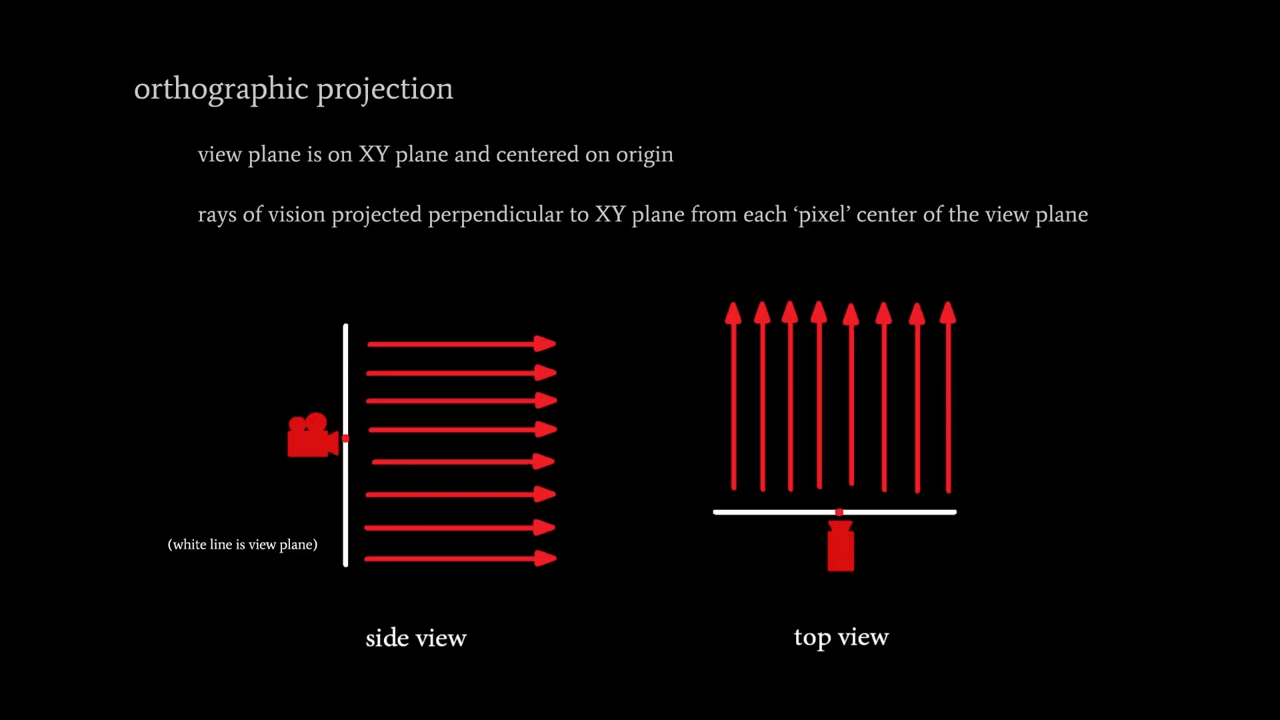 orthographic projection
view plane is on XY plane and centered on origin
rays of vision projected perpendicular to XY plane from each ‘pixel’ center of the view plane
(white line is view plane)
side view
top view